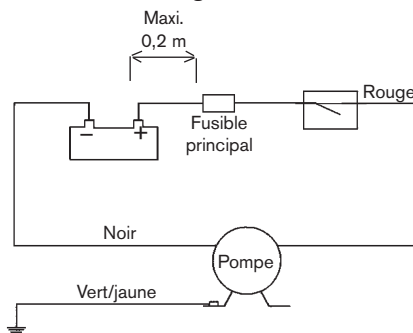 Maxi.
0,2 m
Rouge
Fusible
principal
− +
Noir
Pompe
Vert/jaune